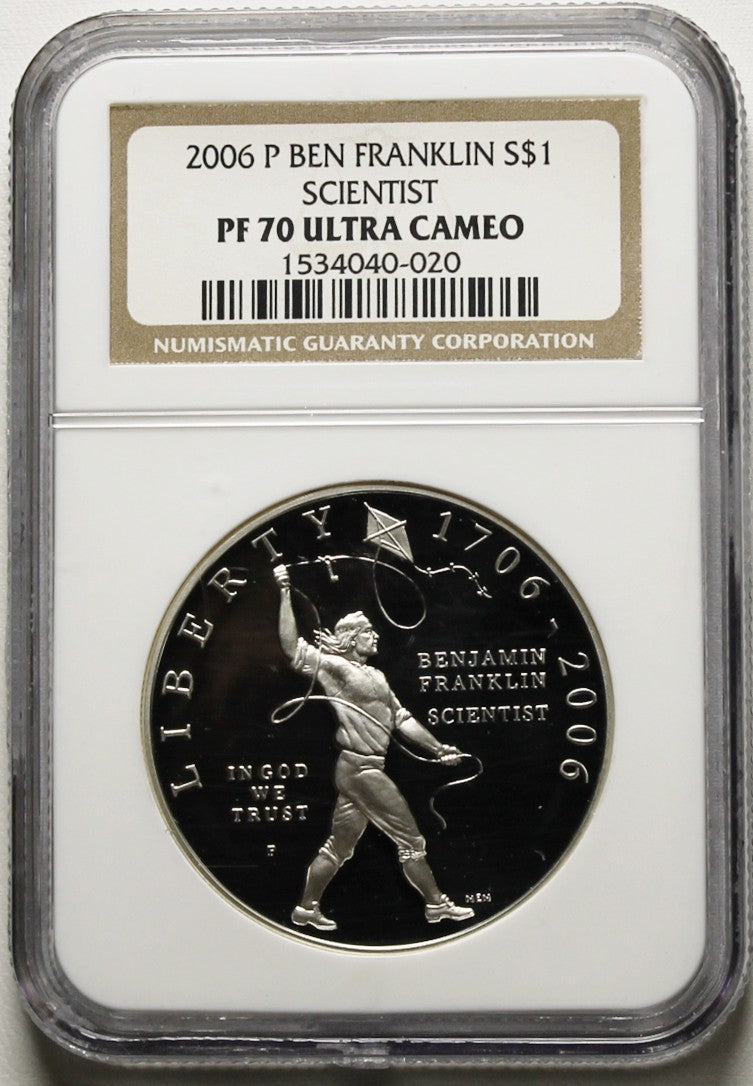 2006 P BEN FRANKLIN S$1
SCIENTIST
PF 70 ULTRA CAMEO
1534040-020
NUMISMATIC GUARANTY CORPORATION
LIBERTY 1706-2006
BENJAMIN
FRANKLIN
SCIENTIST
IN GOD
WE
TRUST
P
MEM